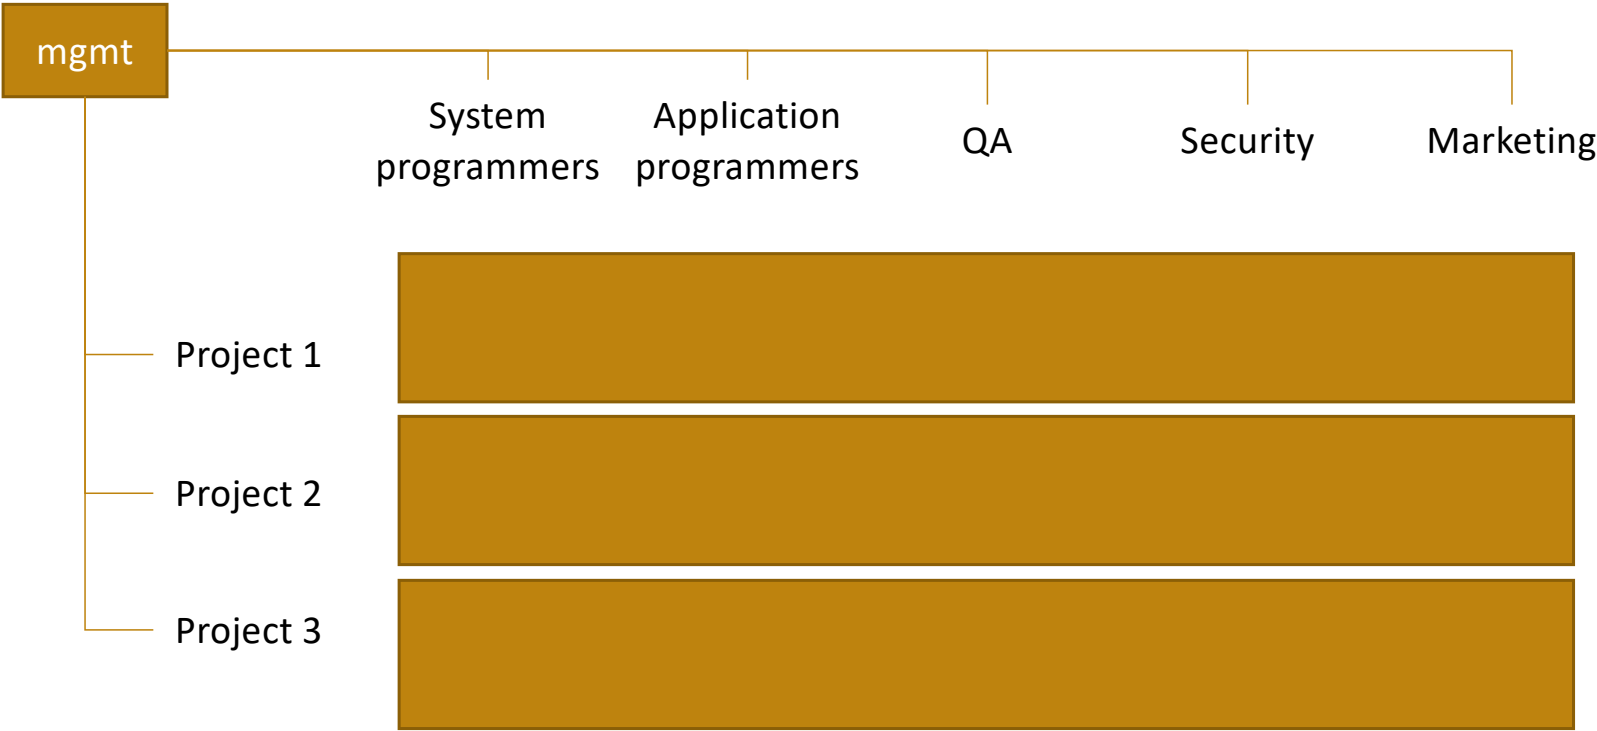 mgmt
System
programmers
Application
programmers
QA
Security
Marketing
Project 1
Project 2
Project 3